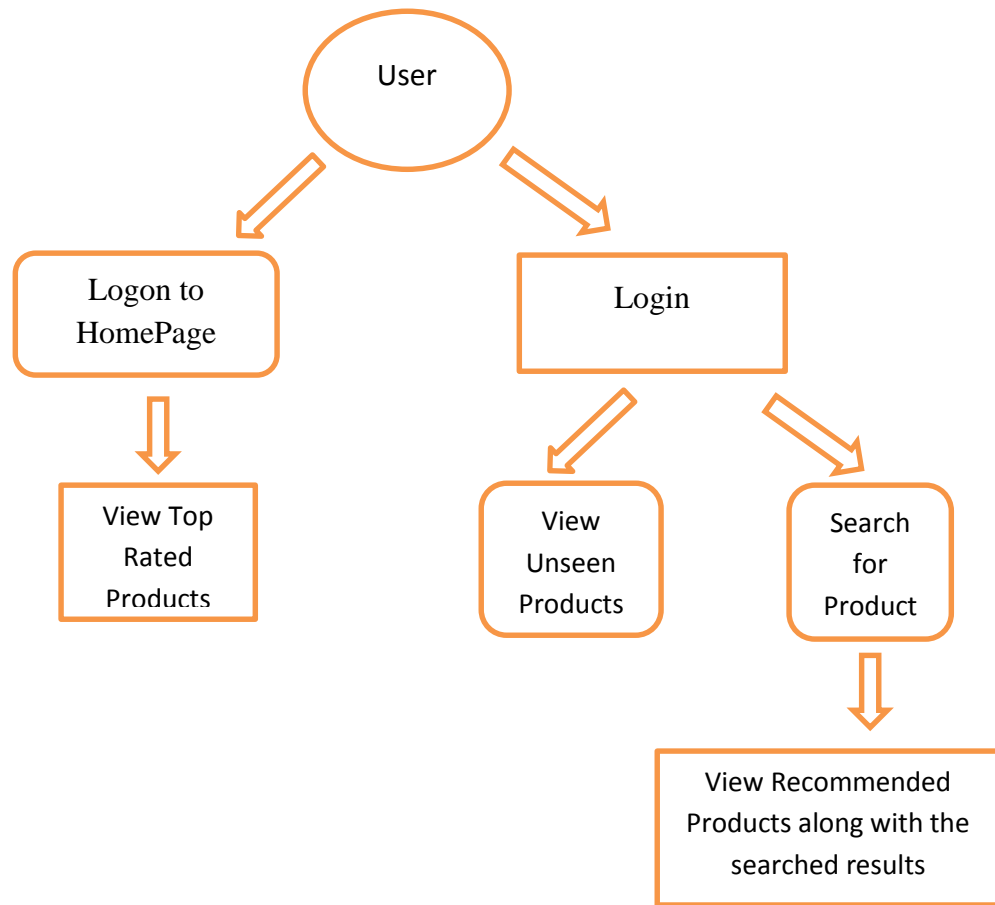 User
Logon to
HomePage
Login
View Top
Rated
Products
View
Unseen
Products
Search
for
Product
View Recommended
Products along with the
searched results